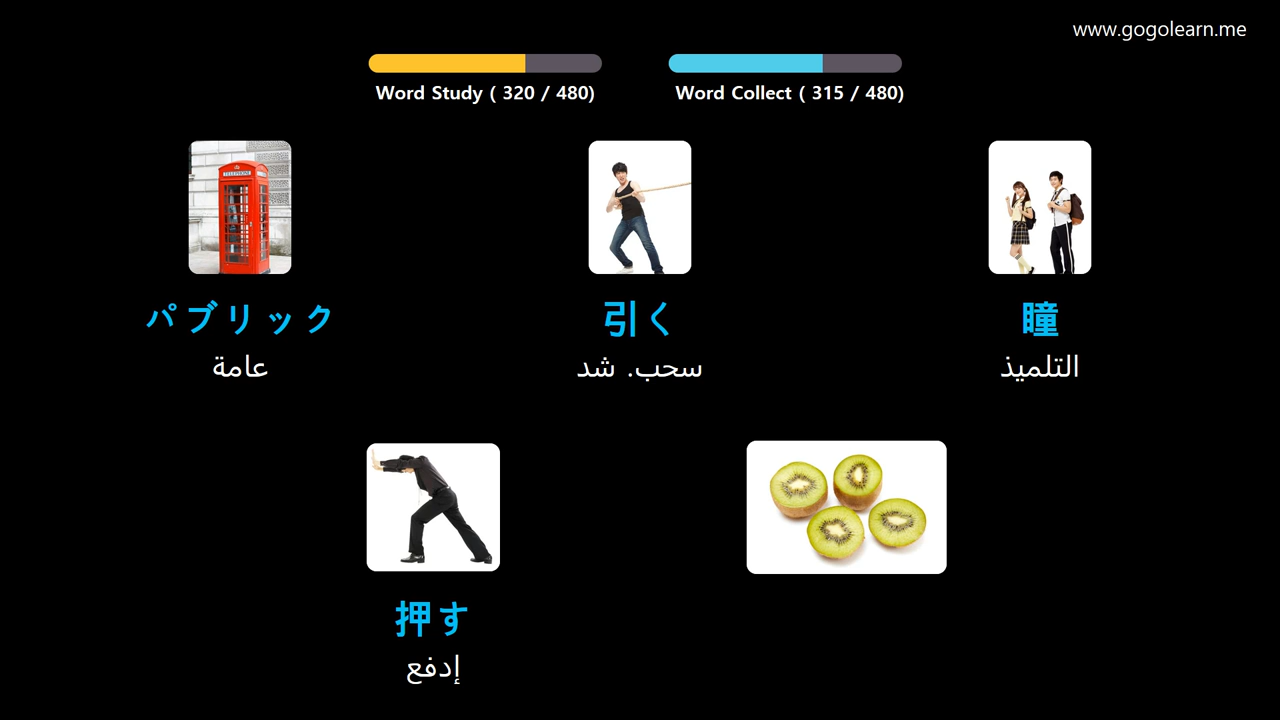 www.gogolearn.me
Word Study ( 320 / 480)
Word Collect ( 315 / 480)
TELEPHONE
パブリック
引く
瞳
عامة
سحب. شد
التلميذ
押す
إدفع